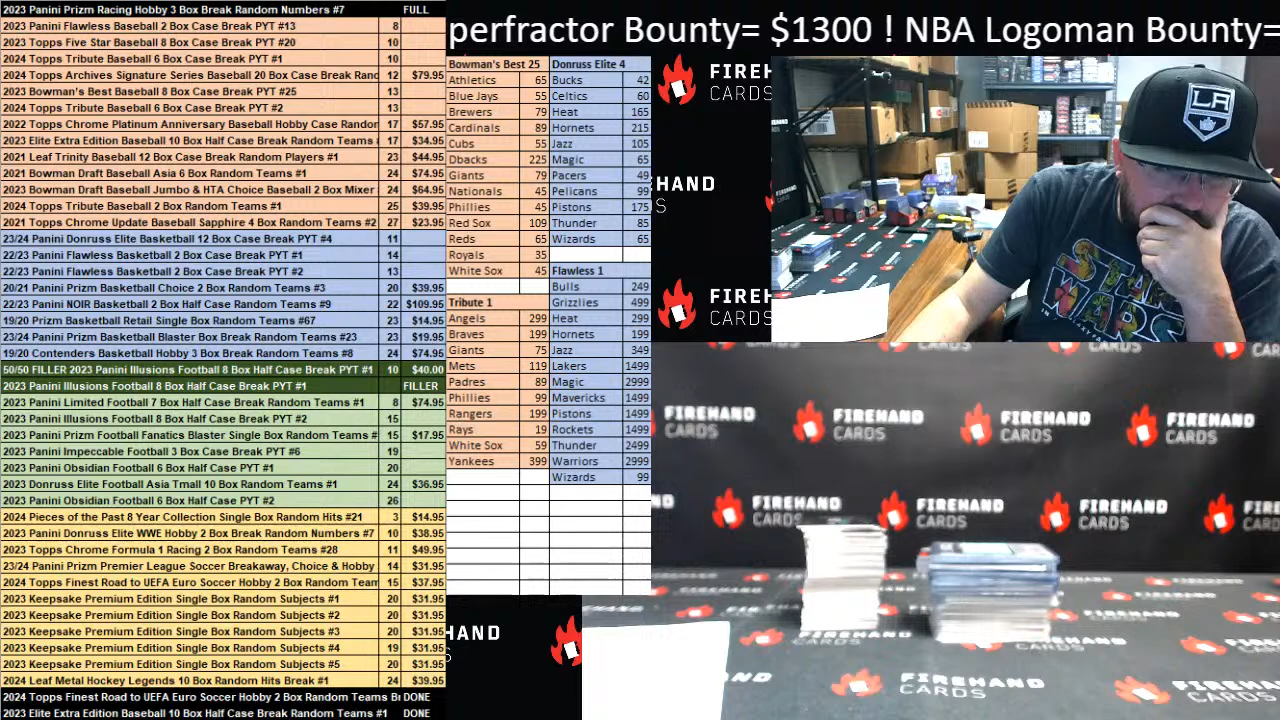 2023 Panini Prizm Racing Hobby 3 Box Break Random Numbers #7 FULL
2023 Panini Flawless Baseball 2 Box Case Break PYT #13 8
2023 Topps Five Star Baseball 8 Box Case Break PYT #20 10
2024 Topps Tribute Baseball 6 Box Case Break PYT #1 10
2024 Topps Archives Signature Series Baseball 20 Box Case Break Ranc 12 $79.95
2023 Bowman's Best Baseball 8 Box Case Break PYT #25 13
2024 Topps Tribute Baseball 6 Box Case Break PYT #2 13
2022 Topps Chrome Platinum Anniversary Baseball Hobby Case Randor 17 $57.95
2023 Elite Extra Edition Baseball 10 Box Half Case Break Random Teams 17 $34.95
2021 Leaf Trinity Baseball 12 Box Case Break Random Players #1 23 $44.95
2021 Bowman Draft Baseball Asia 6 Box Random Teams #1 24 $74.95
2023 Bowman Draft Baseball Jumbo & HTA Choice Baseball 2 Box Mixer 24 $64.95
2024 Topps Tribute Baseball 2 Box Random Teams #1 25 $39.95
2021 Topps Chrome Update Baseball Sapphire 4 Box Random Teams #2 27 $23.95
23/24 Panini Donruss Elite Basketball 12 Box Case Break PYT #4 11
22/23 Panini Flawless Basketball 2 Box Case Break PYT #1 14
22/23 Panini Flawless Basketball 2 Box Case Break PYT #2 13
20/21 Panini Prizm Basketball Choice 2 Box Random Teams #3 20 $39.95
22/23 Panini NOIR Basketball 2 Box Half Case Random Teams #9 22 $109.95
19/20 Prizm Basketball Retail Single Box Random Teams #67 23 $14.95
23/24 Panini Prizm Basketball Blaster Box Break Random Teams #23 23 $19.95
19/20 Contenders Basketball Hobby 3 Box Break Random Teams #8 24 $74.95
50/50 FILLER 2023 Panini Illusions Football 8 Box Half Case Break PYT #1 10 $40.00
2023 Panini Illusions Football 8 Box Half Case Break PYT #1 FILLER
2023 Panini Limited Football 7 Box Half Case Break Random Teams #1 8 $74.95
2023 Panini Illusions Football 8 Box Half Case Break PYT #2 15
2023 Panini Prizm Football Fanatics Blaster Single Box Random Teams # 15 $17.95
2023 Panini Impeccable Football 3 Box Case Break PYT #6 19
2023 Panini Obsidian Football 6 Box Half Case PYT #1 20
2023 Donruss Elite Football Asia Tmall 10 Box Random Teams #1 24 $36.95
2023 Panini Obsidian Football 6 Box Half Case PYT #2 26
2024 Pieces of the Past 8 Year Collection Single Box Random Hits #21 3 $14.95
2023 Panini Donruss Elite WWE Hobby 2 Box Break Random Numbers #7 10 $38.95
2023 Topps Chrome Formula 1 Racing 2 Box Random Teams #28 11 $49.95
23/24 Panini Prizm Premier League Soccer Breakaway, Choice & Hobby 14 $31.95
2024 Topps Finest Road to UEFA Euro Soccer Hobby 2 Box Random Team 15 $37.95
2023 Keepsake Premium Edition Single Box Random Subjects #1 20 $31.95
2023 Keepsake Premium Edition Single Box Random Subjects #2 20 $31.95
2023 Keepsake Premium Edition Single Box Random Subjects #3 20 $31.95
2023 Keepsake Premium Edition Single Box Random Subjects #4 19 $31.95
2023 Keepsake Premium Edition Single Box Random Subjects #5 20 $31.95
2024 Leaf Metal Hockey Legends 10 Box Random Hits Break #1 24 $39.95
2024 Topps Finest Road to UEFA Euro Soccer Hobby 2 Box Random Teams B DONE
2023 Elite Extra Edition Baseball 10 Box Half Case Break Random Teams #1 DONE
perfractor Bounty= $1300 ! NBA Logoman Bounty=
Bowman's Best 25
Athletics 65
Blue Jays 55
Brewers 79
Cardinals 89
Cubs 55
Dbacks 225
Giants 79
Nationals 45
Phillies 45
Red Sox 109
Reds 65
Royals 35
White Sox 45
Tribute 1
Angels 299
Braves 199
Giants 75
Mets 119
Padres 89
Phillies 99
Rangers 199
Rays 19
White Sox 59
Yankees 399
Donruss Elite 4
Bucks 42
Celtics 60
Heat 165
Hornets 215
Jazz 105
Magic 65
Pacers 49
Pelicans 99
Pistons 175
Thunder 85
Wizards 65
Flawless 1
Bulls 249
Grizzlies 499
Heat 299
Hornets 199
Jazz 349
Lakers 1499
Magic 2999
Mavericks 1499
Pistons 1499
Rockets 1499
Thunder 2499
Warriors 2999
Wizards 99
FIREH
CARDS
HAND
FIREH
CARDS
HAND
LA
STAR
WARS
FIREHAND
CARDS
FIREHAND
CARDS
FIREHAND
CARDS
FIREHAND
CARDS
FIREHAND
CARDS
FIREHAND
CARDS